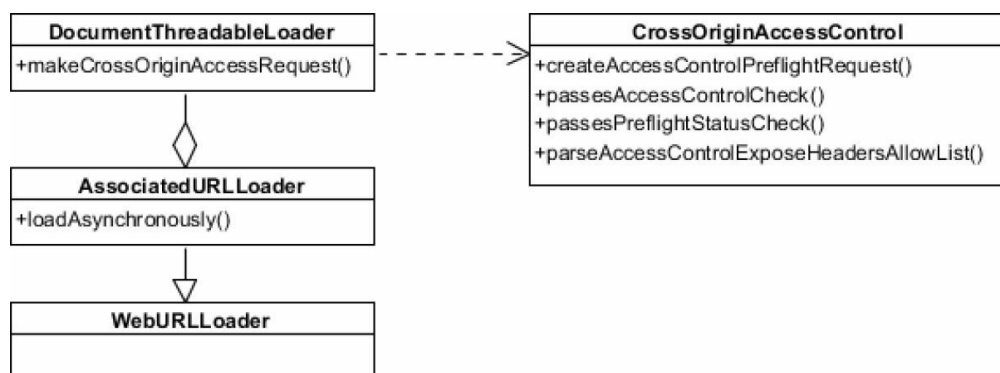 DocumentThreadableLoader
+makeCrossOriginAccessRequest()
CrossOriginAccessControl
+createAccessControlPreflightRequest()
+passesAccessControlCheck()
+passesPreflightStatusCheck()
+parseAccessControlExposeHeadersAllowList()
AssociatedURLLoader
+loadAsynchronously()
WebURLLoader